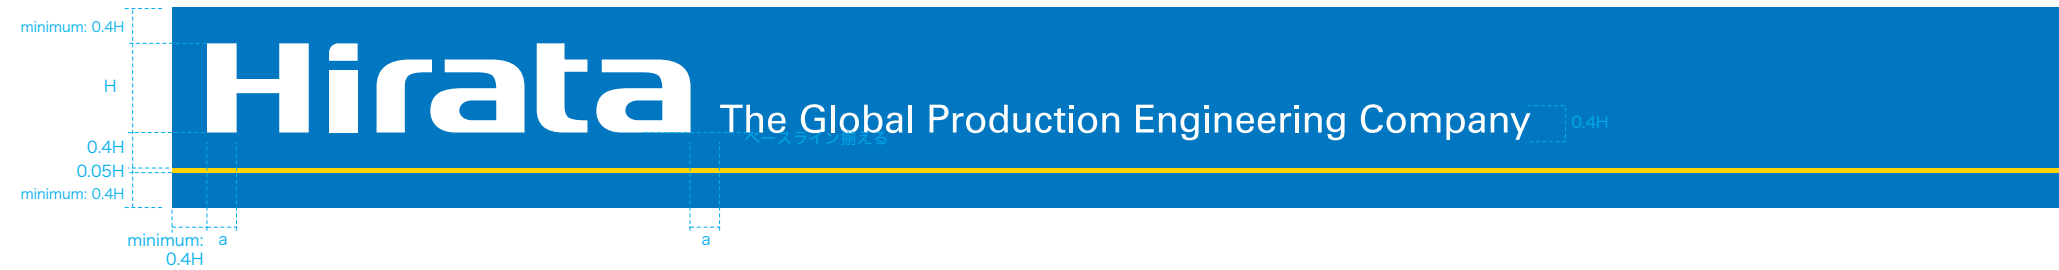 minimum: 0.4H
H
0.4H
0.05H
minimum: 0.4H
Hirata
The Global Production Engineering Company
0.4H
ベースライン揃える
minimum:
0.4H
a
a